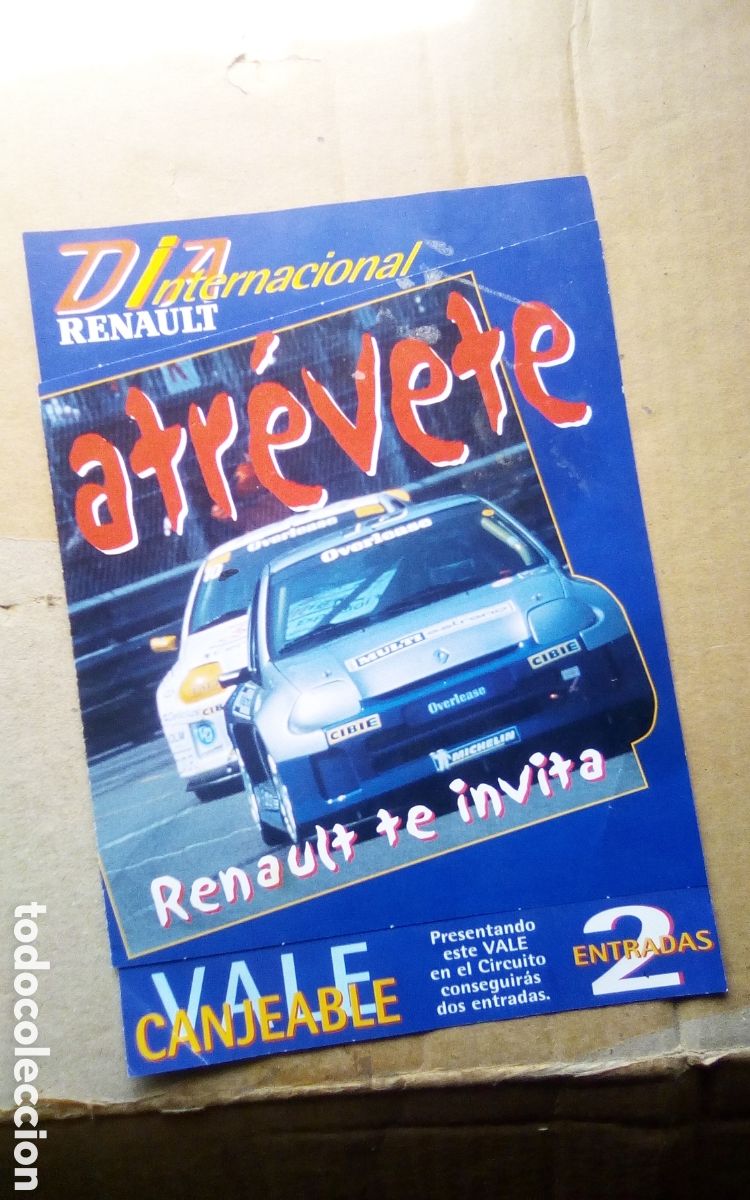 DiA internacional
RENAULT
atrévete
Overlease
Overlease
MULTI
CIBIE
Overlease
CIBIE
MICHELIN
Renault te invita
VALE
CANJEABLE
Presentando
este VALE
en el Circuito
conseguirás
dos entradas.
2
ENTRADAS
todocoleccion